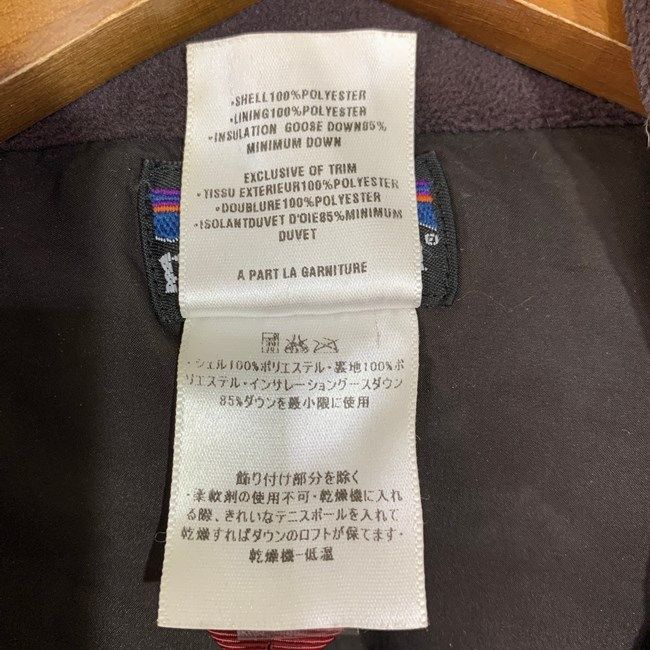 •SHELL100%POLYESTER
•LINING100%POLYESTER
•INSULATION GOOSE DOWN85%
MINIMUM DOWN
EXCLUSIVE OF TRIM
•TISSU EXTERIEUR100%POLYESTER
•DOUBLURE100%POLYESTER
•ISOLANTDUVET D'OIE85%MINIMUM
DUVET
A PART LA GARNITURE
・シェル100%ポリエステル・裏地100%ポ
リエステル・インサレーショングースダウン
85%ダウンを最小限に使用
飾り付け部分を除く
・柔軟剤の使用不可・乾燥機に入れ
る際、きれいなテニスボールを入れて
乾燥すればダウンのロフトが保てます・
乾燥機−低温